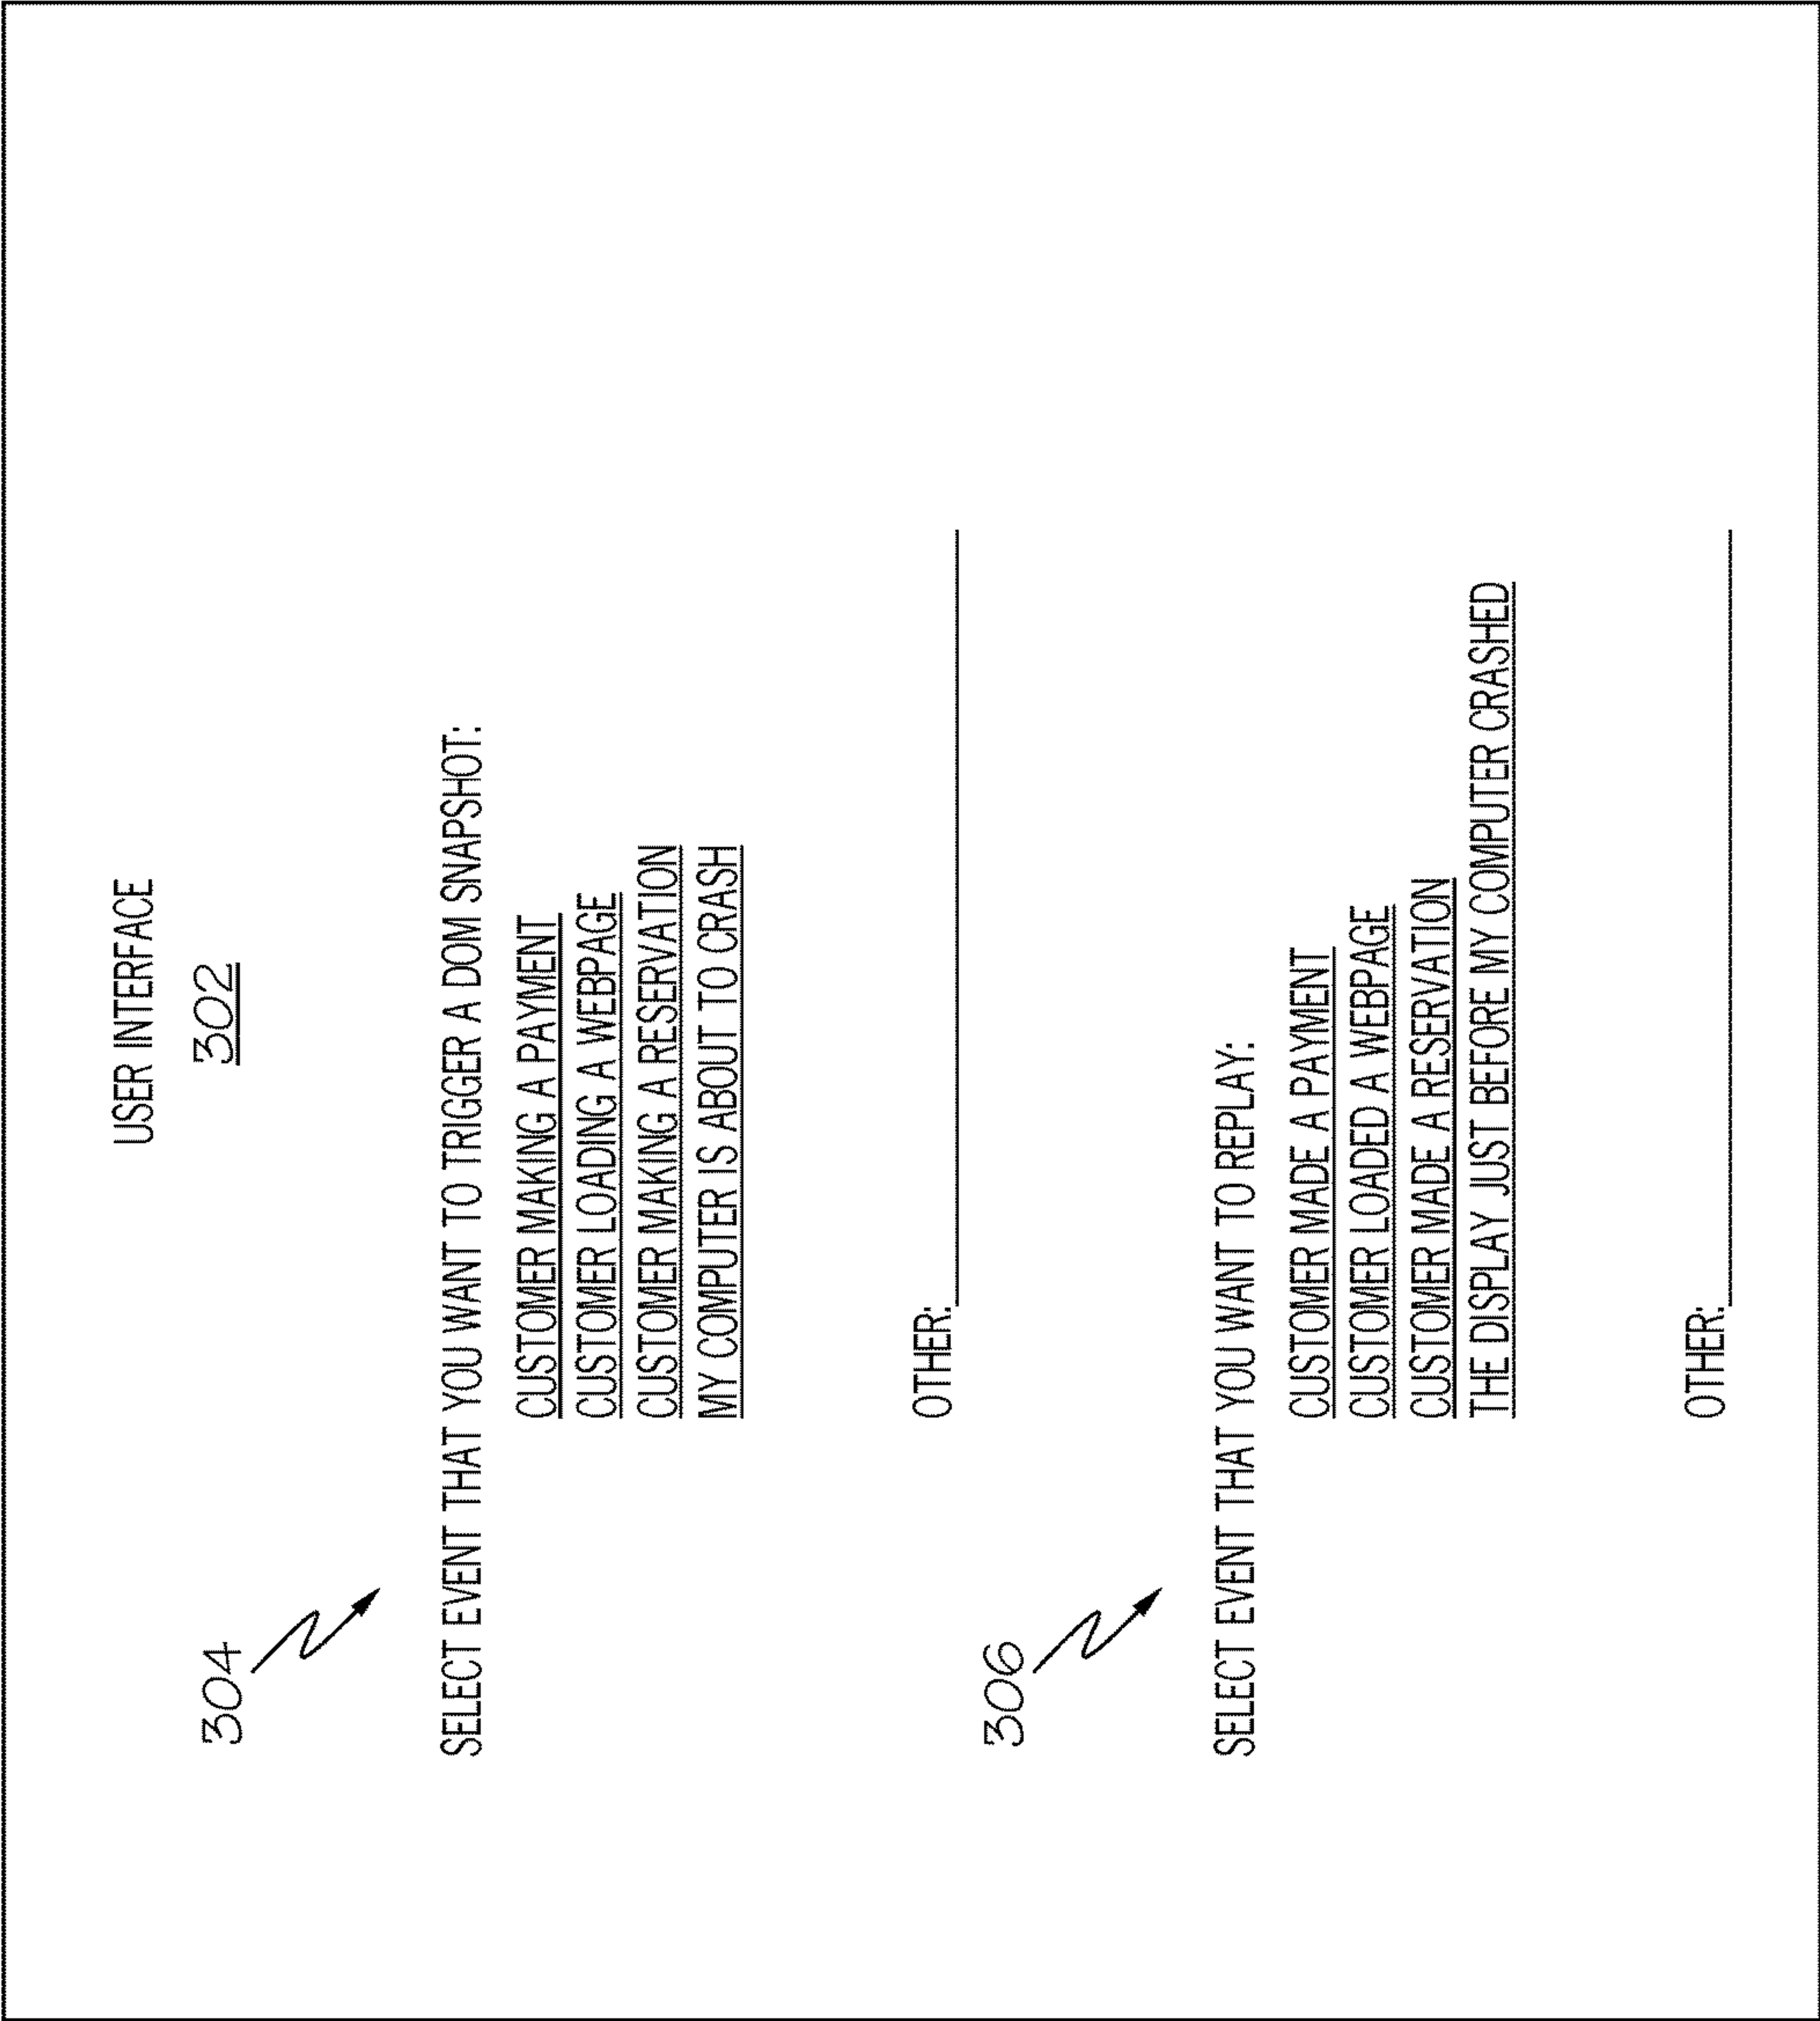 USER INTERFACE
302
304
SELECT EVENT THAT YOU WANT TO TRIGGER A DOM SNAPSHOT:
CUSTOMER MAKING A PAYMENT
CUSTOMER LOADING A WEBPAGE
CUSTOMER MAKING A RESERVATION
MY COMPUTER IS ABOUT TO CRASH
OTHER:
306
SELECT EVENT THAT YOU WANT TO REPLAY:
CUSTOMER MADE A PAYMENT
CUSTOMER LOADED A WEBPAGE
CUSTOMER MADE A RESERVATION
THE DISPLAY JUST BEFORE MY COMPUTER CRASHED
OTHER: